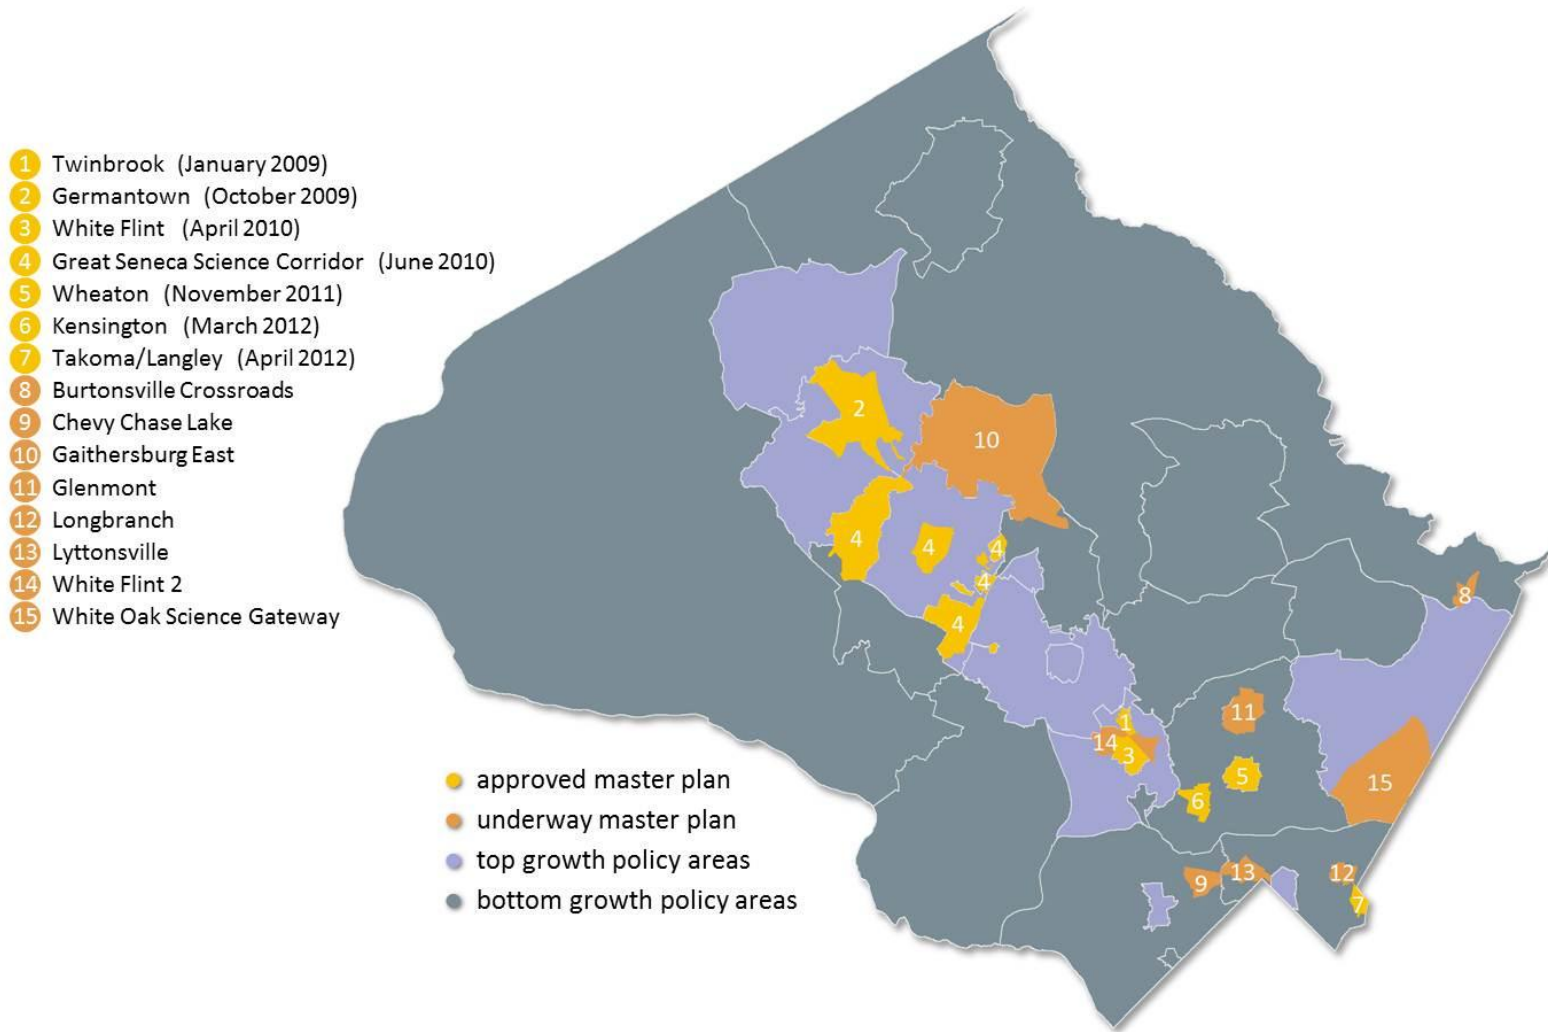 1 Twinbrook (January 2009)
2 Germantown (October 2009)
3 White Flint (April 2010)
4 Great Seneca Science Corridor (June 2010)
5 Wheaton (November 2011)
6 Kensington (March 2012)
7 Takoma/Langley (April 2012)
8 Burtonsville Crossroads
9 Chevy Chase Lake
10 Gaithersburg East
11 Glenmont
12 Longbranch
13 Lyttonsville
14 White Flint 2
15 White Oak Science Gateway
approved master plan
underway master plan
top growth policy areas
bottom growth policy areas
2
10
4
4
4
4
4
8
11
1
14
3
5
6
15
9
13
12
7